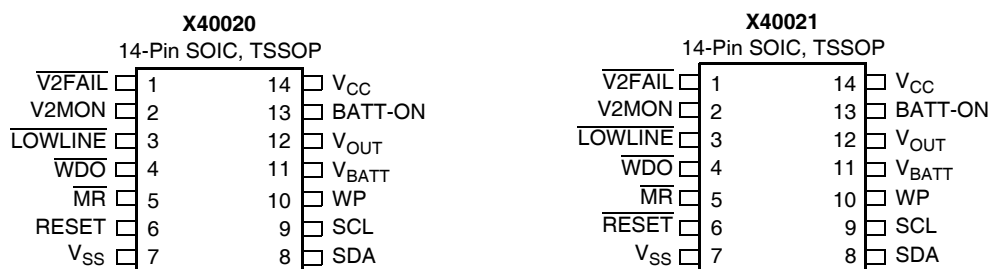 X40020
14-Pin SOIC, TSSOP
V2FAIL 1 14 VCC
V2MON 2 13 BATT-ON
LOWLINE 3 12 VOUT
WDO 4 11 VBATT
MR 5 10 WP
RESET 6 9 SCL
VSS 7 8 SDA
X40021
14-Pin SOIC, TSSOP
V2FAIL 1 14 VCC
V2MON 2 13 BATT-ON
LOWLINE 3 12 VOUT
WDO 4 11 VBATT
MR 5 10 WP
RESET 6 9 SCL
VSS 7 8 SDA